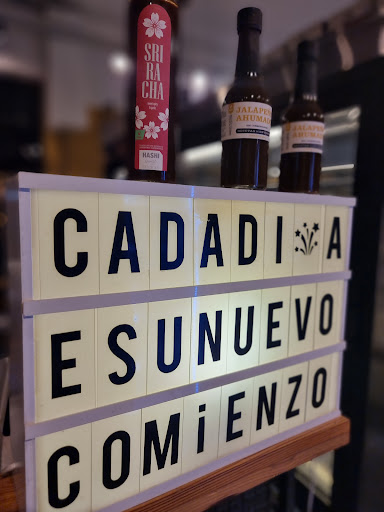 SRI
RA
CHA
HASHI
JALAPEÑO
AHUMADO
JALAPEÑO
AHUMADO
CADADIA
ESUNUEVO
COMiENZO